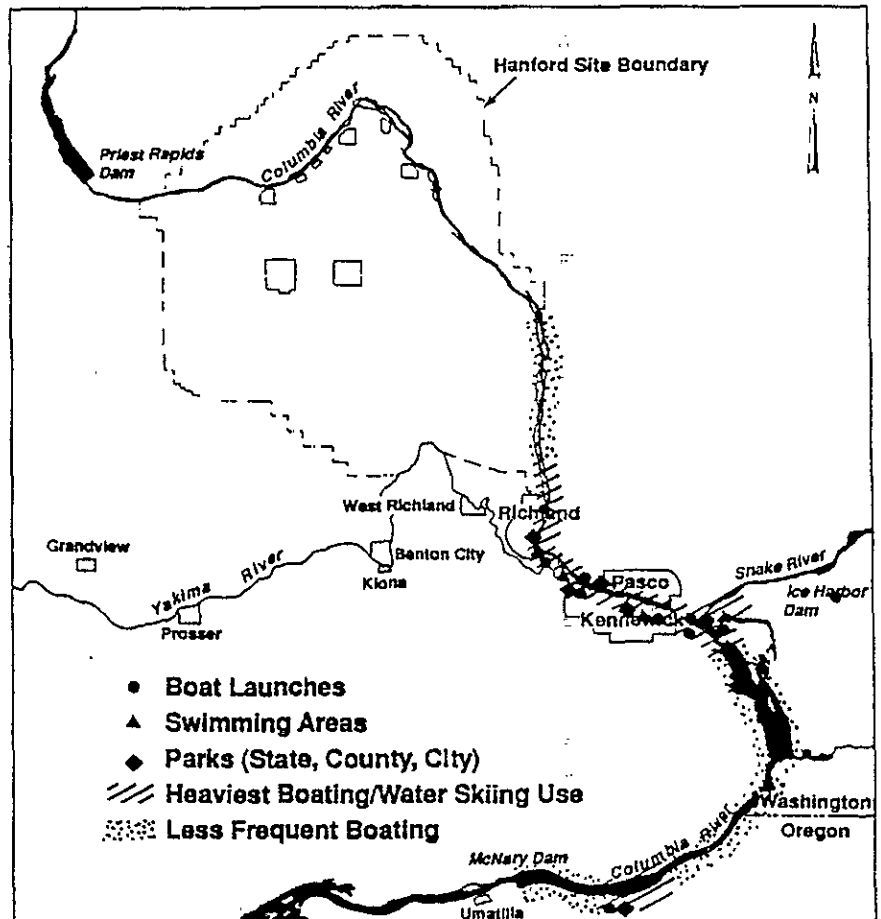 Hanford Site Boundary
N
Columbia River
Priest Rapids
Dam
West Richland
Richland
Grandview
Benton City
Kiona
Yakima River
Prosser
Pasco
Kennewick
Snake River
Ice Harbor
Dam
Boat Launches
Swimming Areas
Parks (State, County, City)
Heaviest Boating/Water Skiing Use
Less Frequent Boating
Washington
Oregon
McNary Dam
Columbia River
Umatilla